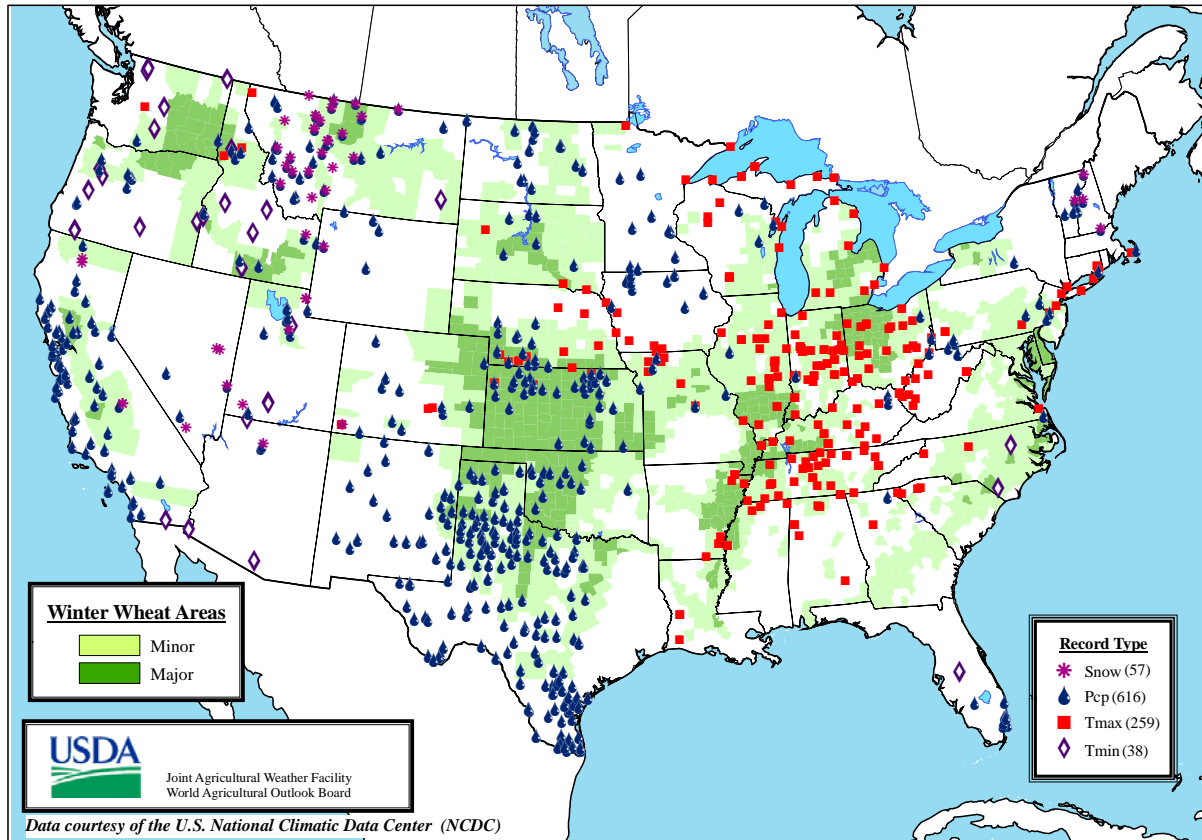 Winter Wheat Areas
Minor
Major
USDA
Joint Agricultural Weather Facility
World Agricultural Outlook Board
Data courtesy of the U.S. National Climatic Data Center (NCDC)
Record Type
Snow (57)
Pcp (616)
Tmax (259)
Tmin (38)